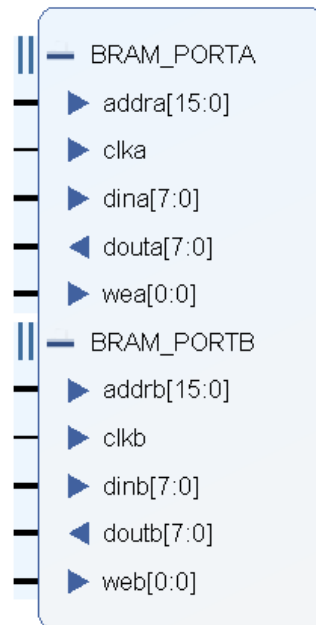 BRAM_PORTA
addra[15:0]
clka
dina[7:0]
douta[7:0]
wea[0:0]
BRAM_PORTB
addrb[15:0]
clkb
dinb[7:0]
doutb[7:0]
web[0:0]